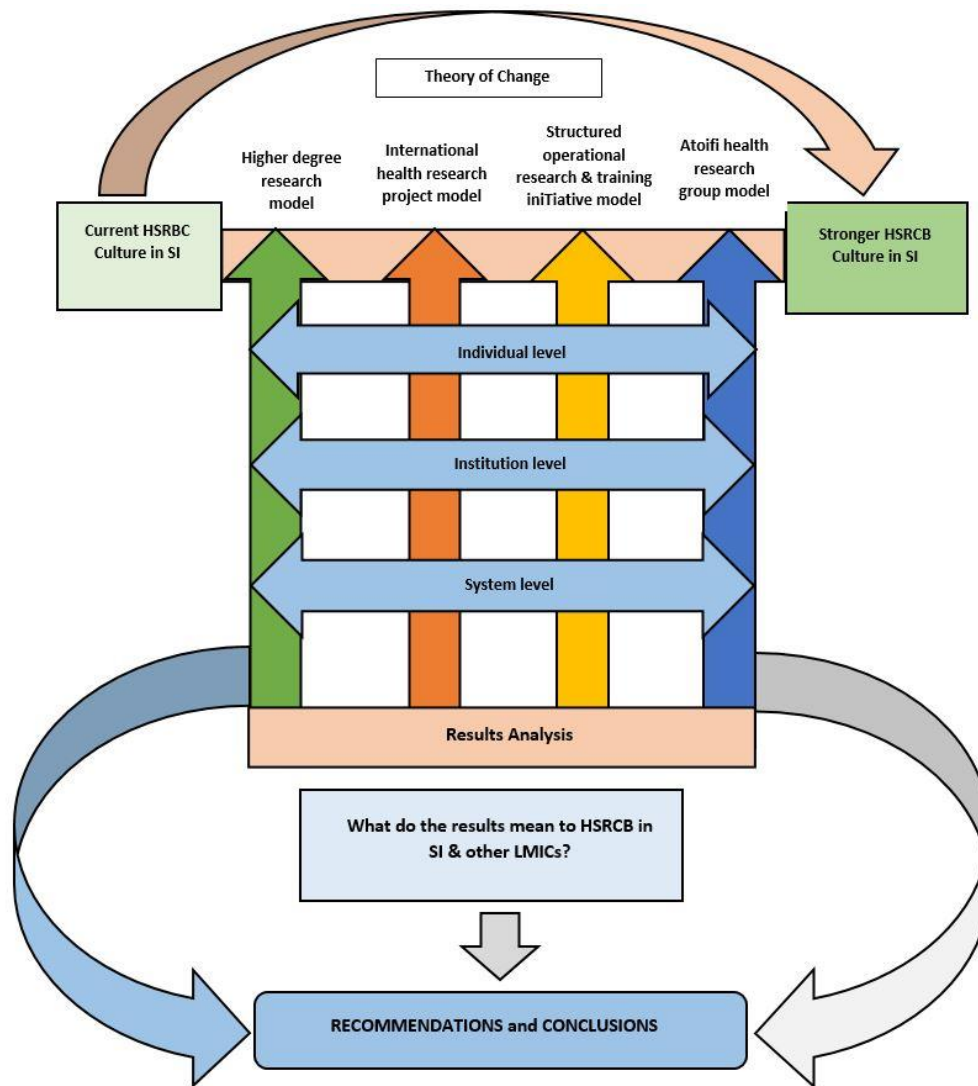 Theory of Change
Higher degree
research
model
International
health research
project model
Structured
operational
research & training
iniTiative model
Atoifi health
research
group model
Current HSRBC
Culture in SI
Stronger HSRCB
Culture in SI
Individual level
Institution level
System level
Results Analysis
What do the results mean to HSRCB in
SI & other LMICs?
RECOMMENDATIONS and CONCLUSIONS